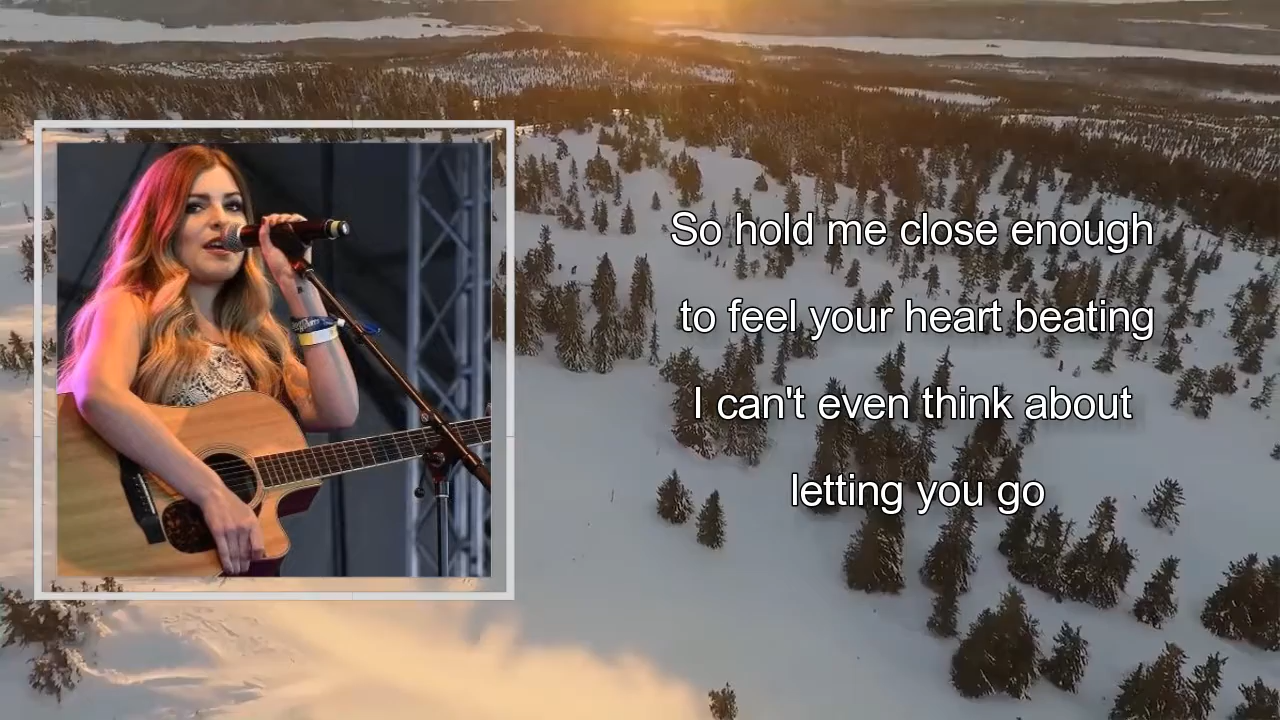 So hold me close enough
to feel your heart beating
I can't even think about
letting you go